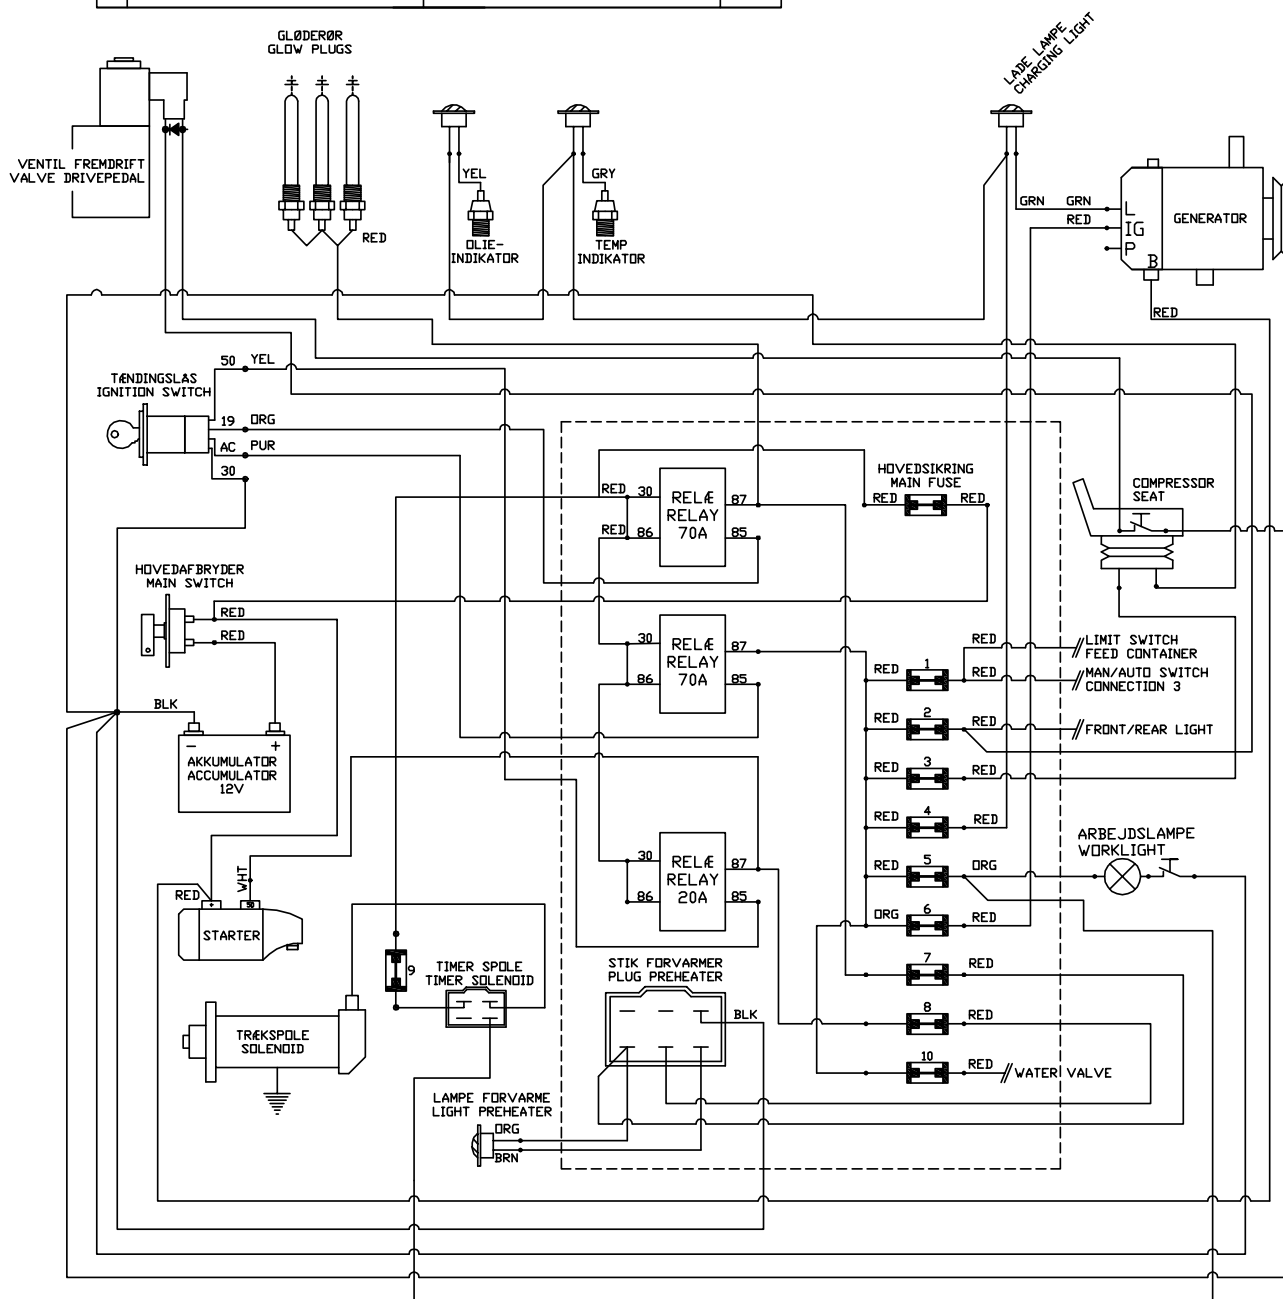 GLØDERØR
GLOW PLUGS
LADE LAMPE
CHARGING LIGHT
VENTIL FREMDRIFT
VALVE DRIVEPEDAL
YEL
GRY
RED
OLIE-
INDIKATOR
TEMP
INDIKATOR
GRN GRN
RED
L
IG
P
B
GENERATOR
RED
50 YEL
TÆNDINGSLÅS
IGNITION SWITCH
19 ORG
AC PUR
30
HOVEDSIKRING
MAIN FUSE
RED RED
RED 30
RED 86
RELÆ
RELAY
70A
87
85
COMPRESSOR
SEAT
HOVEDAFBRYDER
MAIN SWITCH
RED
RED
30
86
RELÆ
RELAY
70A
87
85
RED
LIMIT SWITCH
FEED CONTAINER
RED 1 RED
MAN/AUTO SWITCH
CONNECTION 3
RED 2 RED
FRONT/REAR LIGHT
RED 3 RED
RED 4 RED
RED 5 ORG
ORG 6 RED
7 RED
8 RED
10 RED
WATER VALVE
ARBEJDSLAMPE
WORKLIGHT
BLK
- +
AKKUMULATOR
ACCUMULATOR
12V
30
86
RELÆ
RELAY
20A
87
85
WHT
RED
+ 50
STARTER
9
TIMER SPOLE
TIMER SOLENOID
STIK FORVARMER
PLUG PREHEATER
BLK
TRÆKSPOLE
SOLENOID
LAMPE FORVARME
LIGHT PREHEATER
ORG
BRN